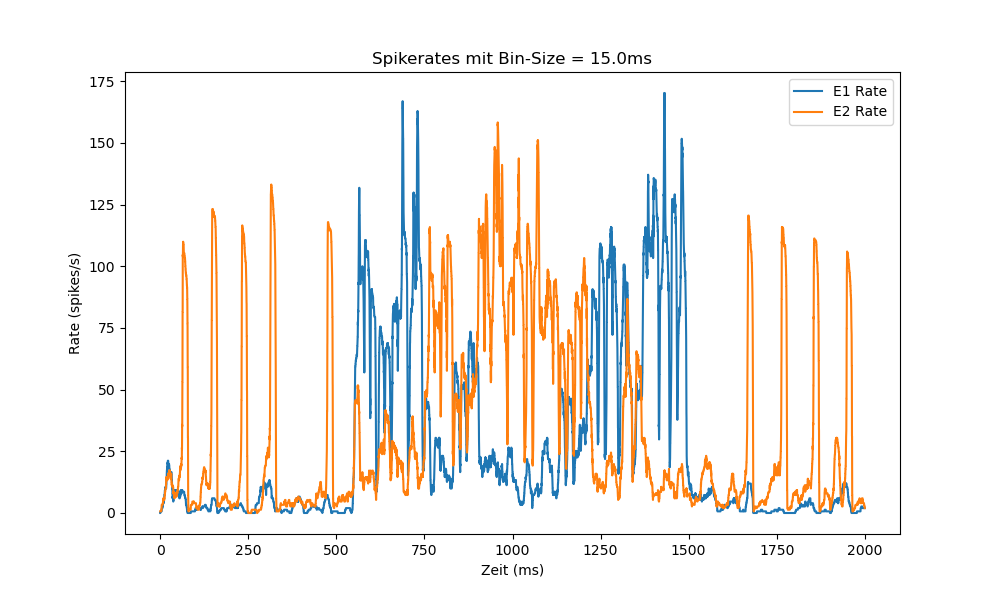 Spikerates mit Bin-Size = 15.0ms
E1 Rate
E2 Rate
175
150
125
100
75
50
25
0
Rate (spikes/s)
0 250 500 750 1000 1250 1500 1750 2000
Zeit (ms)